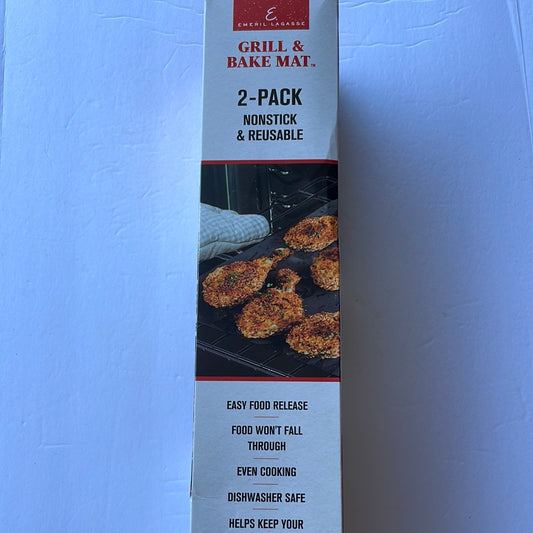 E
EMERIL LAGASSE
GRILL &
BAKE MAT™
2-PACK
NONSTICK
& REUSABLE
EASY FOOD RELEASE
FOOD WON'T FALL
THROUGH
EVEN COOKING
DISHWASHER SAFE
HELPS KEEP YOUR